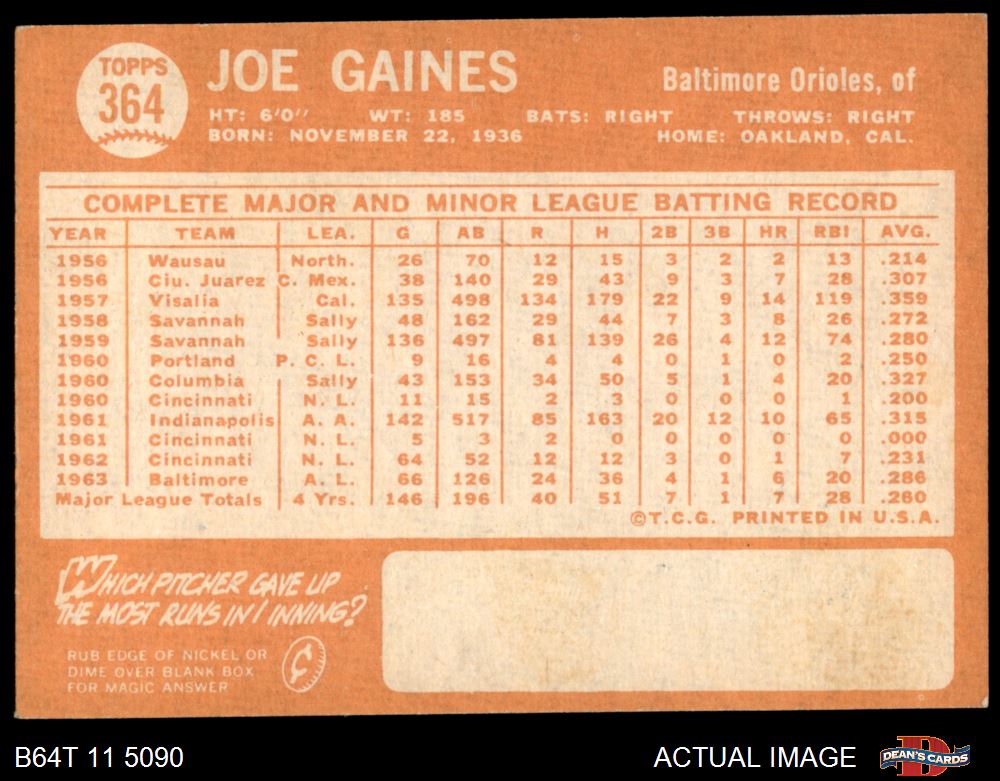 TOPPS
364
JOE GAINES
Baltimore Orioles, of
HT: 6'0" WT: 185 BATS: RIGHT THROWS: RIGHT
BORN: NOVEMBER 22, 1936 HOME: OAKLAND, CAL.
COMPLETE MAJOR AND MINOR LEAGUE BATTING RECORD
YEAR TEAM LEA. G AB R H 2B 3B HR RBI AVG.
1956 Wausau North. 26 70 12 15 3 2 2 13 .214
1956 Ciu. Juarez C. Mex. 38 140 29 43 9 3 7 28 .307
1957 Visalia Cal. 135 498 134 179 22 9 14 119 .359
1958 Savannah Sally 48 162 29 44 7 3 8 26 .272
1959 Savannah Sally 136 497 81 139 26 4 12 74 .280
1960 Portland P. C. L. 9 16 4 4 0 1 0 2 .250
1960 Columbia Sally 43 153 34 50 5 1 4 20 .327
1960 Cincinnati N. L. 11 15 2 3 0 0 0 1 .200
1961 Indianapolis A. A. 142 517 85 163 20 12 10 65 .315
1961 Cincinnati N. L. 5 3 2 0 0 0 0 0 .000
1962 Cincinnati N. L. 64 52 12 12 3 0 1 7 .231
1963 Baltimore A. L. 66 126 24 36 4 1 6 20 .286
Major League Totals 4 Yrs. 146 196 40 51 7 1 7 28 .260
©T.C.G. PRINTED IN U.S.A.
WHICH PITCHER GAVE UP
THE MOST RUNS IN 1 INNING?
RUB EDGE OF NICKEL OR
DIME OVER BLANK BOX
FOR MAGIC ANSWER
¢
B64T 11 5090 ACTUAL IMAGE
DEAN'S CARDS